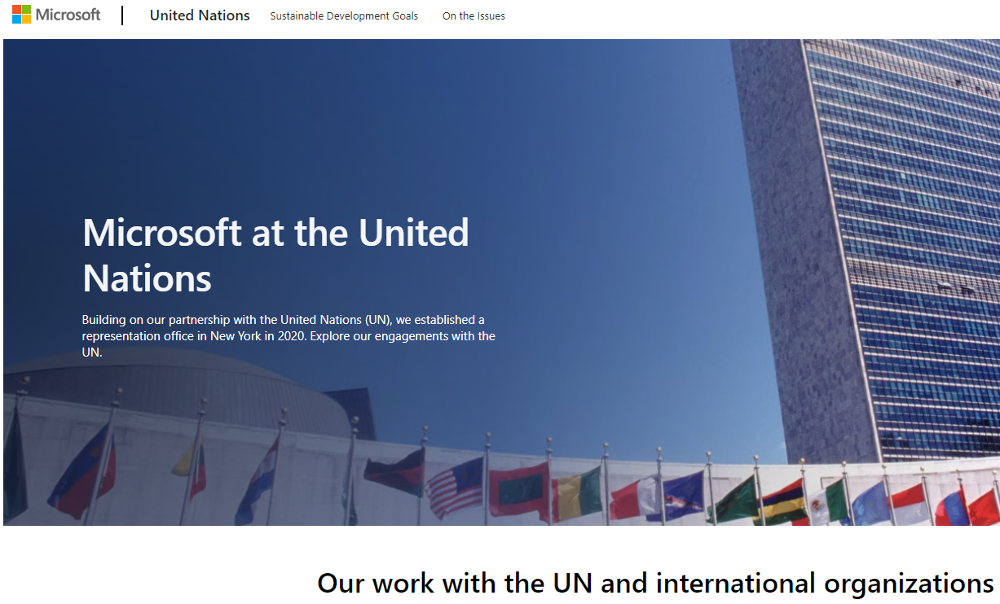 Microsoft
United Nations
Sustainable Development Goals
On the Issues
Microsoft at the United
Nations
Building on our partnership with the United Nations (UN), we established a
representation office in New York in 2020. Explore our engagements with the
UN.
Our work with the UN and international organizations